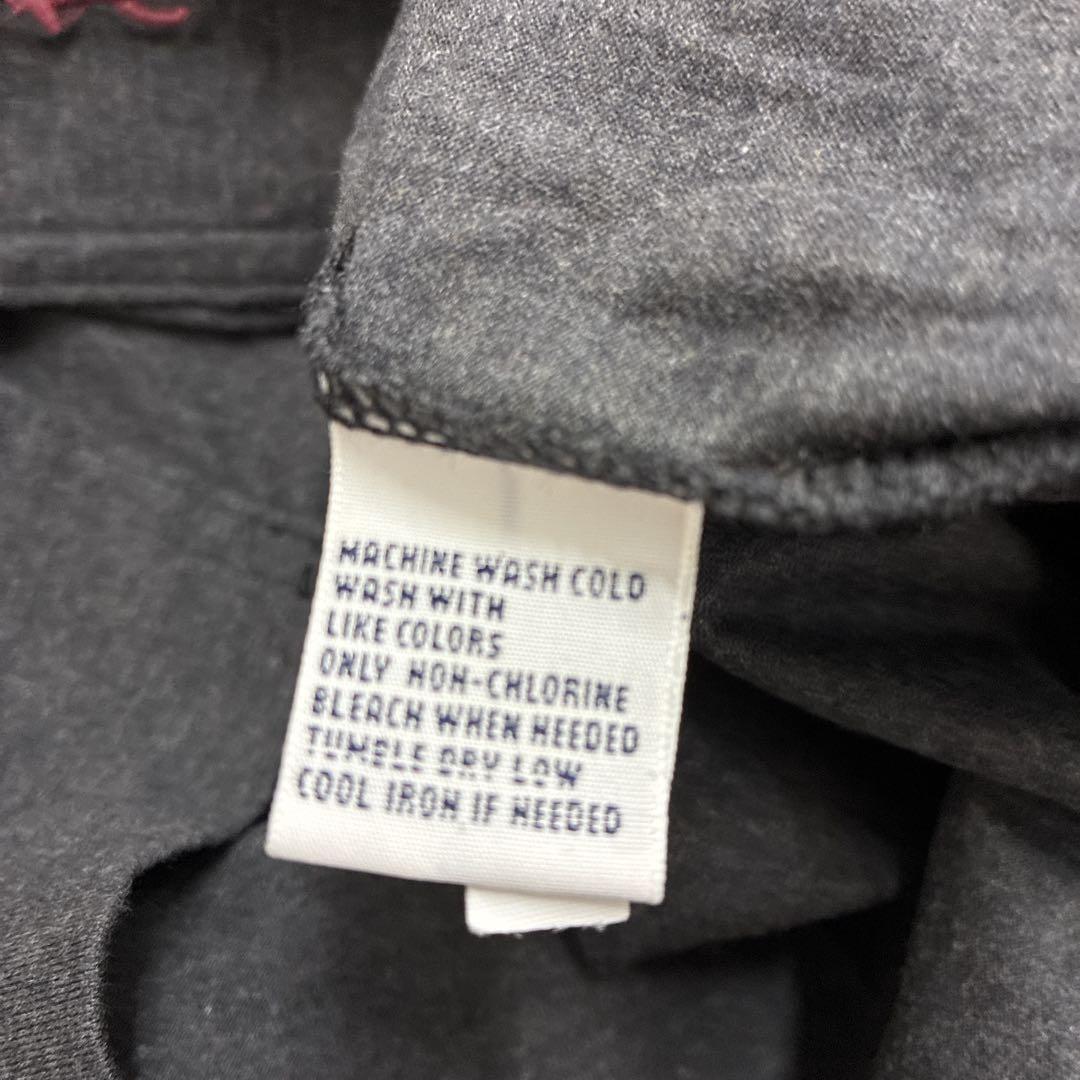 MACHINE WASH COLD
WASH WITH
LIKE COLORS
ONLY NON-CHLORINE
BLEACH WHEN NEEDED
TUMBLE DRY LOW
COOL IRON IF NEEDED